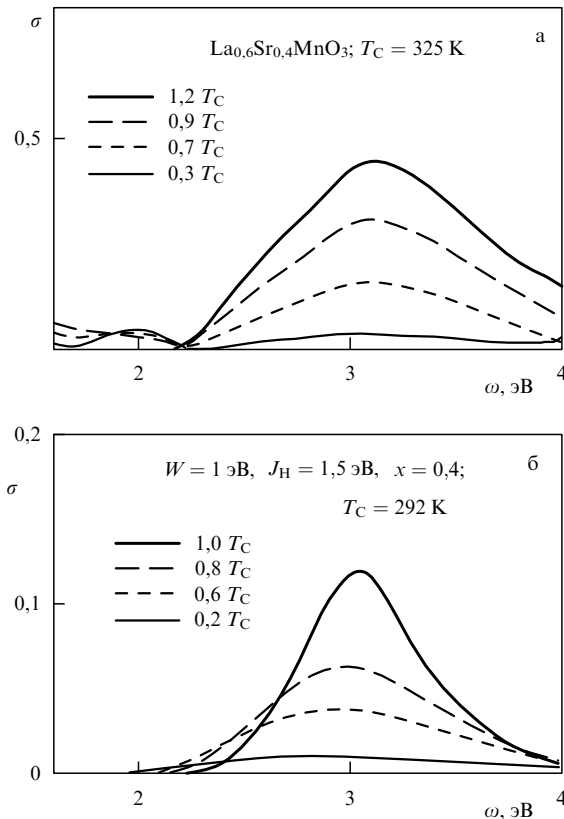 σ
а
La0,6Sr0,4MnO3; TC = 325 K
1,2 TC
0,9 TC
0,7 TC
0,3 TC
0,5
2
3
4
ω, эВ
0,2
σ
б
W = 1 эВ, JH = 1,5 эВ, x = 0,4;
TC = 292 K
1,0 TC
0,8 TC
0,6 TC
0,2 TC
0,1
0
2
3
4
ω, эВ